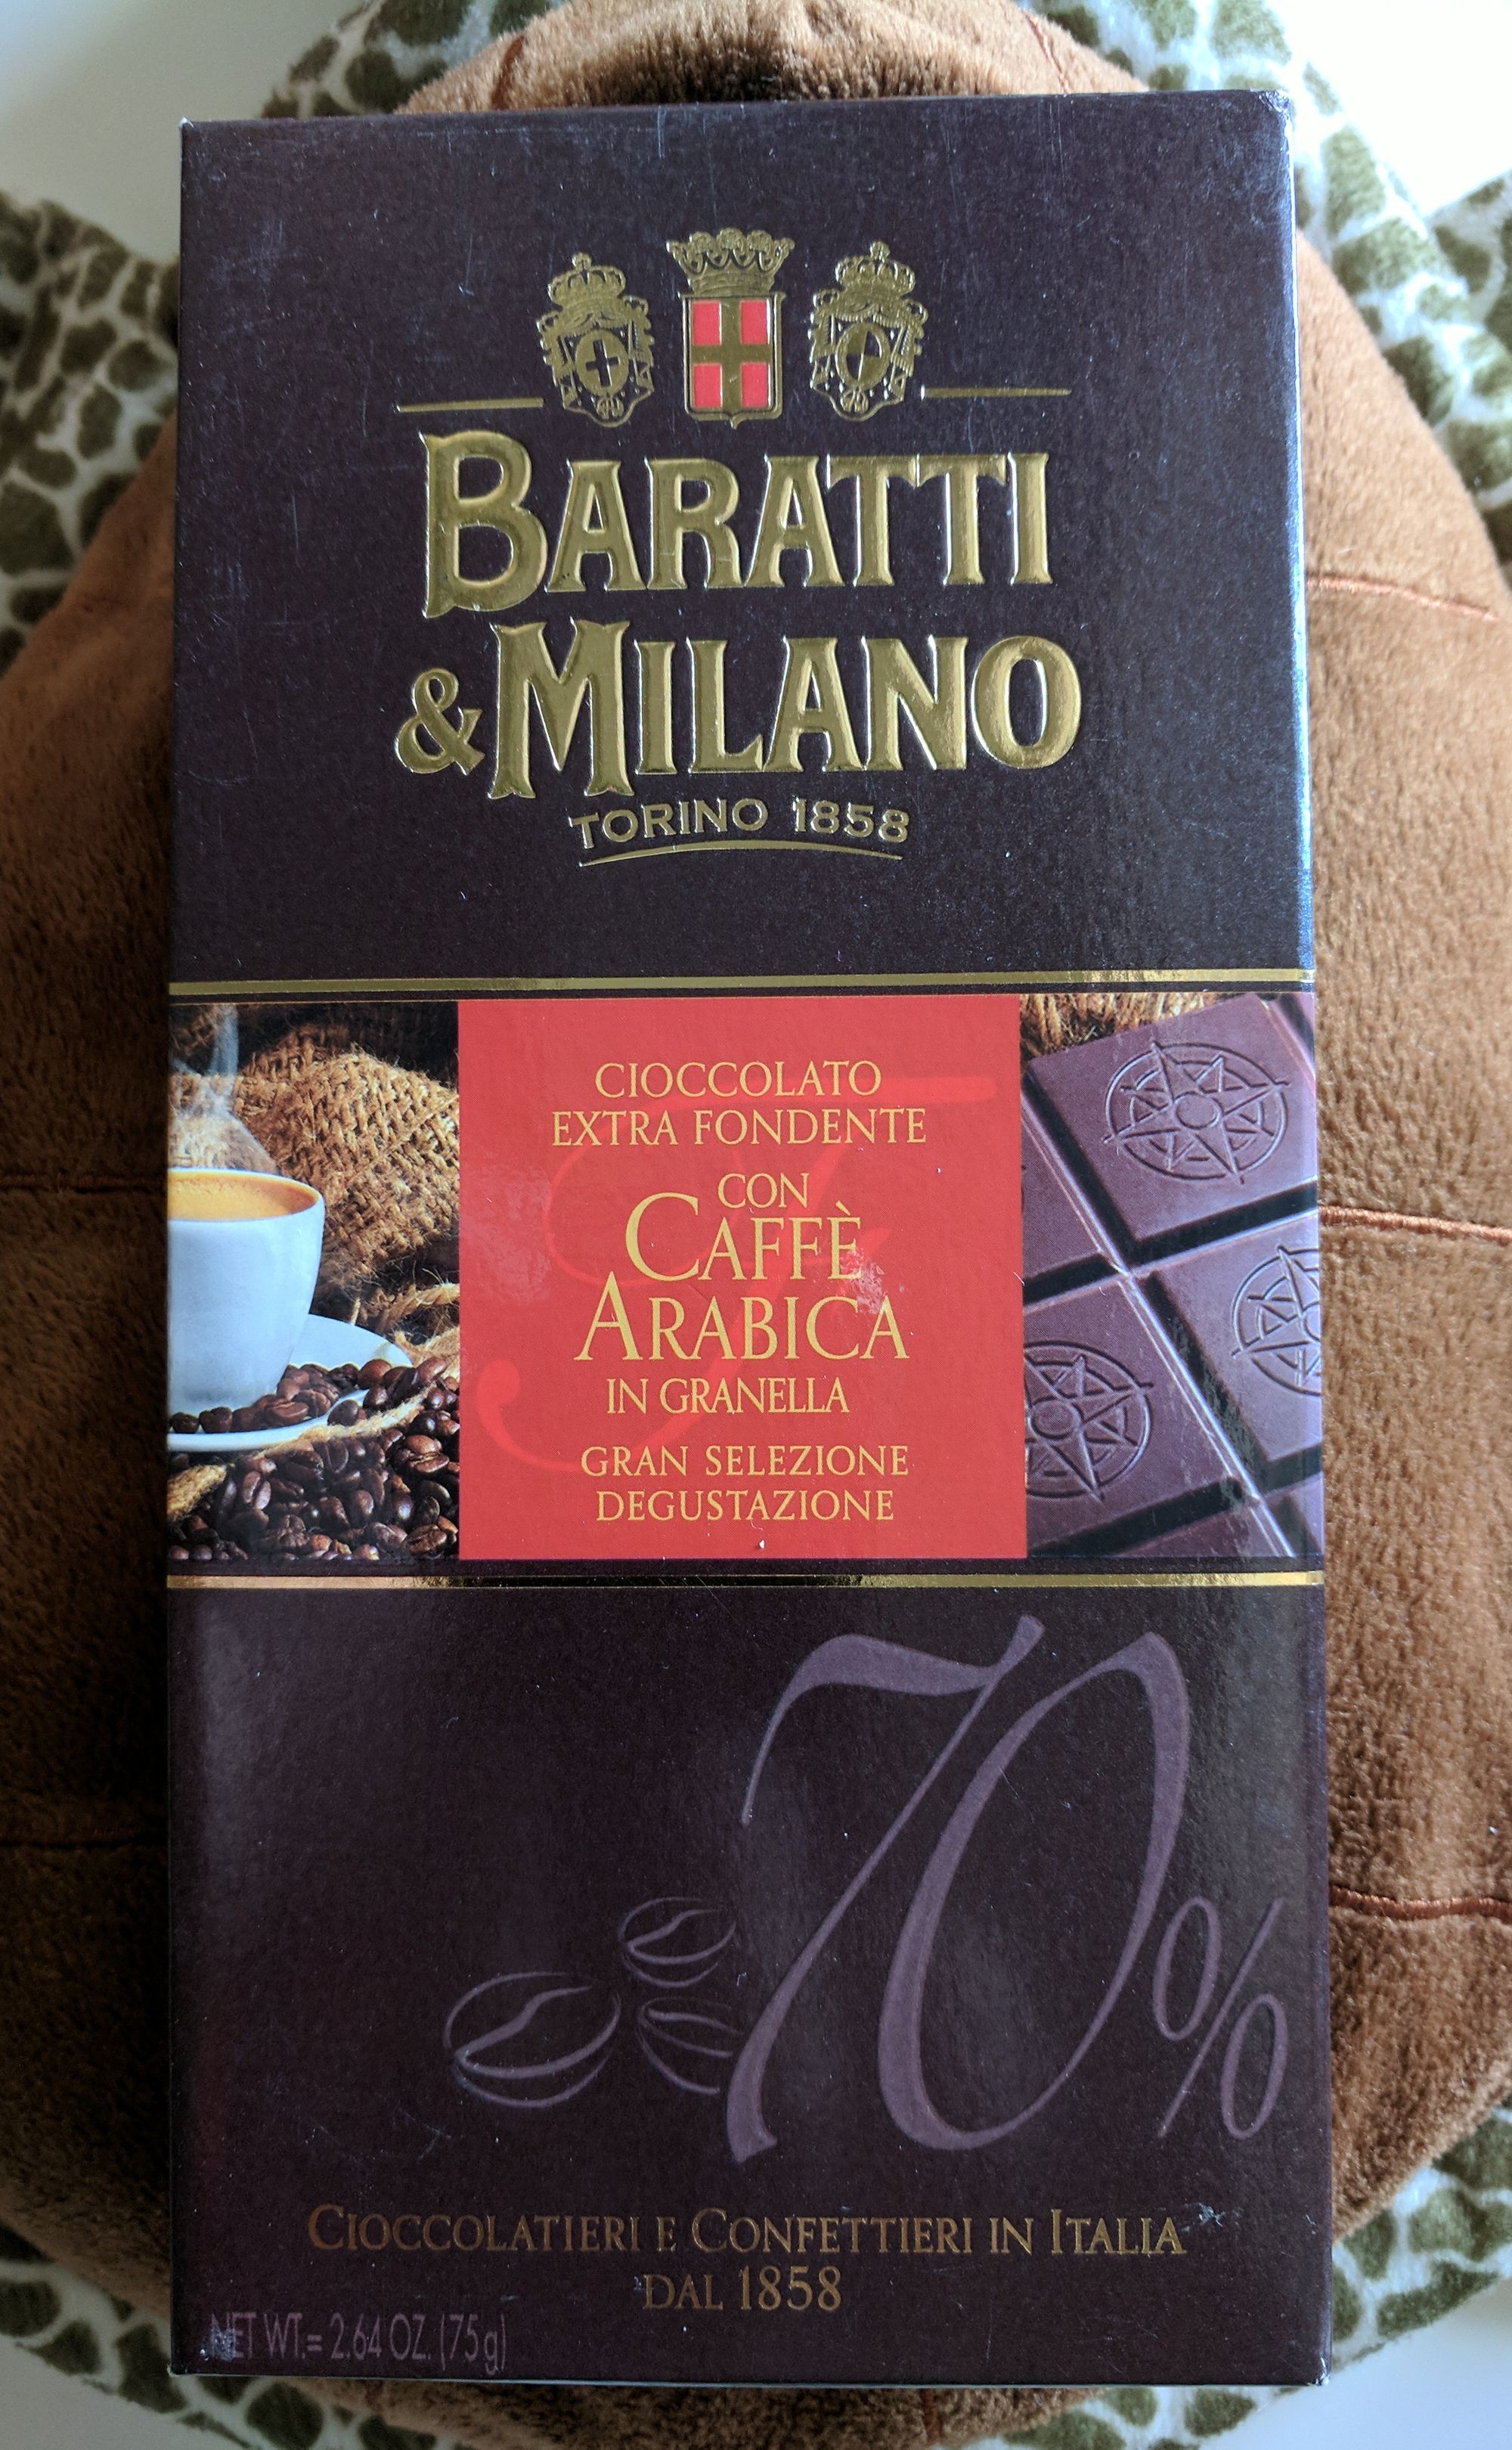 BARATTI
& MILANO
TORINO 1858
CIOCCOLATO
EXTRA FONDENTE
CON
CAFFÈ
ARABICA
IN GRANELLA
GRAN SELEZIONE
DEGUSTAZIONE
70%
CIOCCOLATIERI E CONFETTIERI IN ITALIA
DAL 1858
NET WT.= 2.64 OZ. (75g)